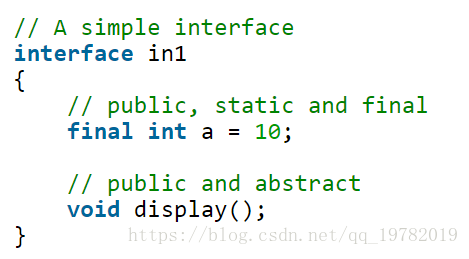 // A simple interface
interface in1
{
    // public, static and final
    final int a = 10;

    // public and abstract
    void display();
}
https://blog.csdn.net/qq_19782019